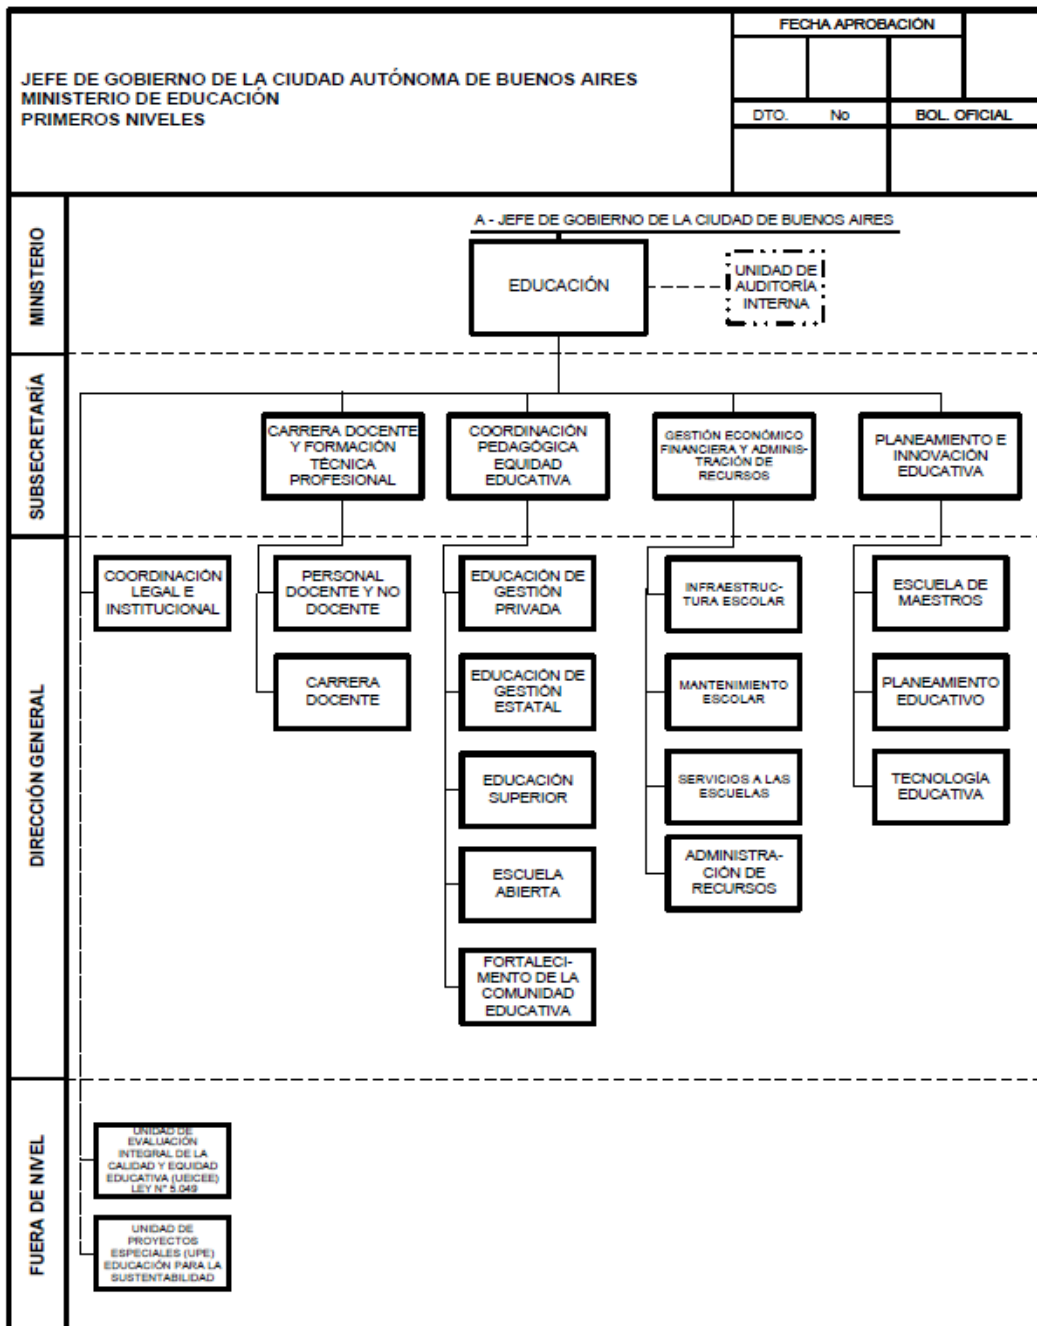 JEFE DE GOBIERNO DE LA CIUDAD AUTÓNOMA DE BUENOS AIRES
MINISTERIO DE EDUCACIÓN
PRIMEROS NIVELES
FECHA APROBACIÓN
DTO. No
BOL. OFICIAL
MINISTERIO
A - JEFE DE GOBIERNO DE LA CIUDAD DE BUENOS AIRES
EDUCACIÓN
UNIDAD DE
AUDITORÍA
INTERNA
SUBSECRETARÍA
CARRERA DOCENTE
Y FORMACIÓN
TÉCNICA
PROFESIONAL
COORDINACIÓN
PEDAGÓGICA
EQUIDAD
EDUCATIVA
GESTIÓN ECONÓMICO
FINANCIERA Y ADMINIS-
TRACIÓN DE
RECURSOS
PLANEAMIENTO E
INNOVACIÓN
EDUCATIVA
DIRECCIÓN GENERAL
COORDINACIÓN
LEGAL E
INSTITUCIONAL
PERSONAL
DOCENTE Y NO
DOCENTE
CARRERA
DOCENTE
EDUCACIÓN DE
GESTIÓN
PRIVADA
EDUCACIÓN DE
GESTIÓN
ESTATAL
EDUCACIÓN
SUPERIOR
ESCUELA
ABIERTA
FORTALECI-
MIENTO DE LA
COMUNIDAD
EDUCATIVA
INFRAESTRUC-
TURA ESCOLAR
MANTENIMIENTO
ESCOLAR
SERVICIOS A LAS
ESCUELAS
ADMINISTRA-
CIÓN DE
RECURSOS
ESCUELA DE
MAESTROS
PLANEAMIENTO
EDUCATIVO
TECNOLOGÍA
EDUCATIVA
FUERA DE NIVEL
UNIDAD DE
EVALUACIÓN
INTEGRAL DE LA
CALIDAD Y EQUIDAD
EDUCATIVA (UEICEE)
LEY N° 5.049
UNIDAD DE
PROYECTOS
ESPECIALES (UPE)
EDUCACIÓN PARA LA
SUSTENTABILIDAD